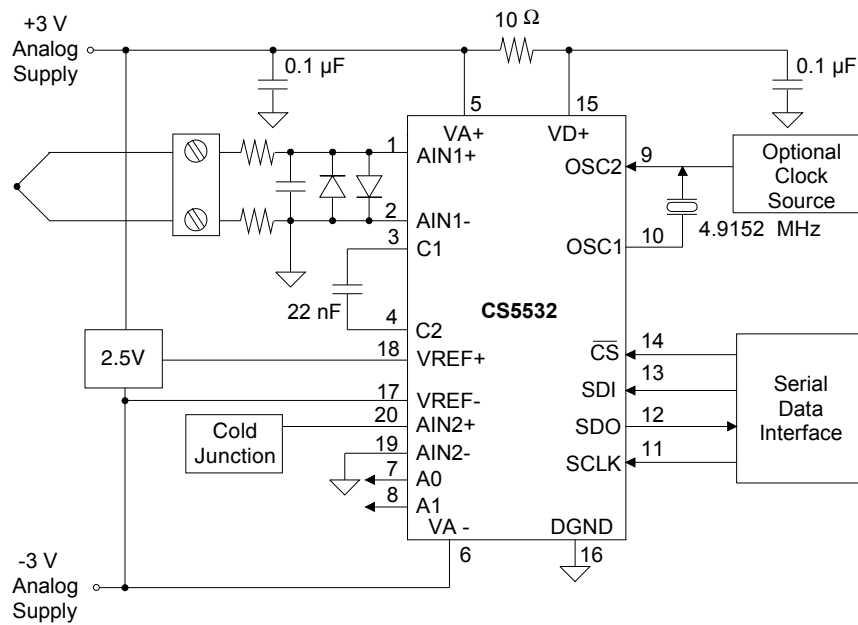 +3 V
Analog
Supply
10 Ω
0.1 µF
0.1 µF
5
15
VA+
VD+
1
AIN1+
OSC2
9
Optional
Clock
Source
2
AIN1-
3
C1
OSC1
10
4.9152 MHz
22 nF
CS5532
4
C2
2.5V
18
VREF+
CS
14
17
VREF-
SDI
13
Cold
Junction
20
AIN2+
SDO
12
Serial
Data
Interface
19
AIN2-
SCLK
11
7
A0
8
A1
VA -
DGND
6
16
-3 V
Analog
Supply